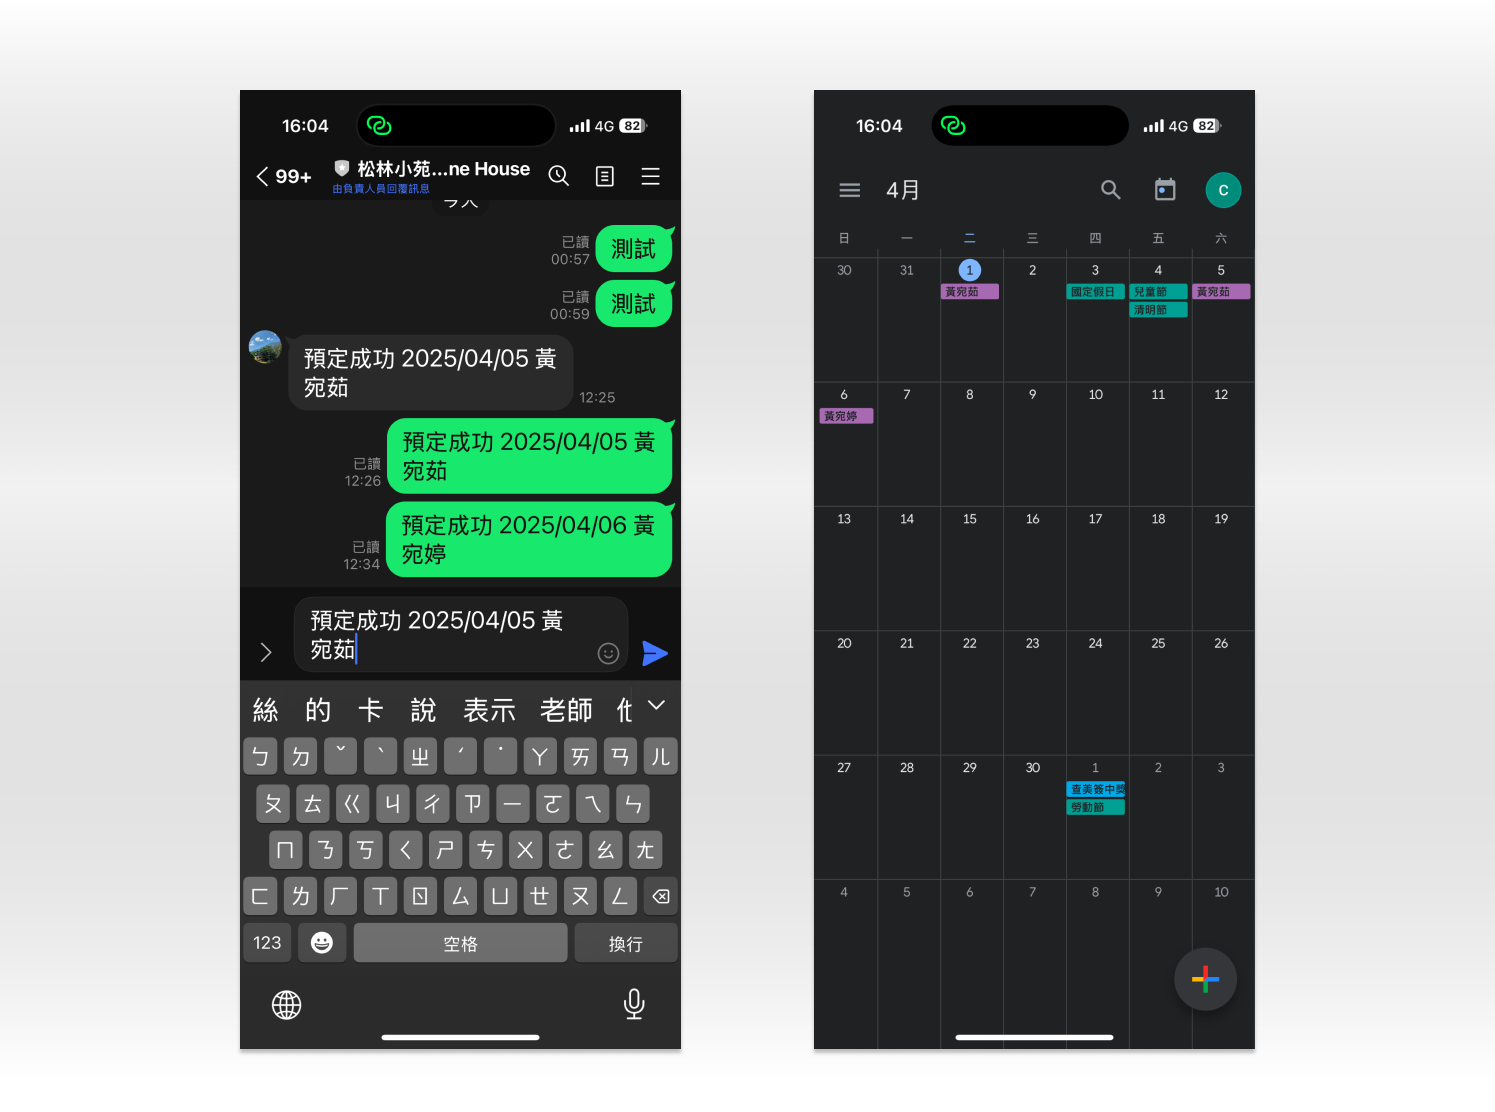 16:04
4G 82
99+
松林小苑...ne House
由負責人員回覆訊息
今天
已讀
00:57
測試
已讀
00:59
測試
預定成功 2025/04/05 黃
宛茹
12:25
預定成功 2025/04/05 黃
宛茹
已讀
12:26
預定成功 2025/04/06 黃
宛婷
已讀
12:34
預定成功 2025/04/05 黃
宛茹
絲 的 卡 說 表示 老師 他
ㄅ ㄉ ˇ ˋ ㄓ ˊ ˙ ㄚ ㄞ ㄢ ㄦ
ㄆ ㄊ ㄍ ㄐ ㄔ ㄗ ㄧ ㄛ ㄟ ㄣ
ㄇ ㄋ ㄎ ㄑ ㄕ ㄘ ㄨ ㄜ ㄠ ㄤ
ㄈ ㄌ ㄏ ㄒ ㄖ ㄙ ㄩ ㄝ ㄡ ㄥ
123 空格 換行
16:04
4G 82
4月
C
日 一 二 三 四 五 六
30 31 1 2 3 4 5
黃宛茹 國定假日 兒童節 黃宛茹
清明節
6 7 8 9 10 11 12
黃宛婷
13 14 15 16 17 18 19
20 21 22 23 24 25 26
27 28 29 30 1 2 3
查美簽中獎
勞動節
4 5 6 7 8 9 10